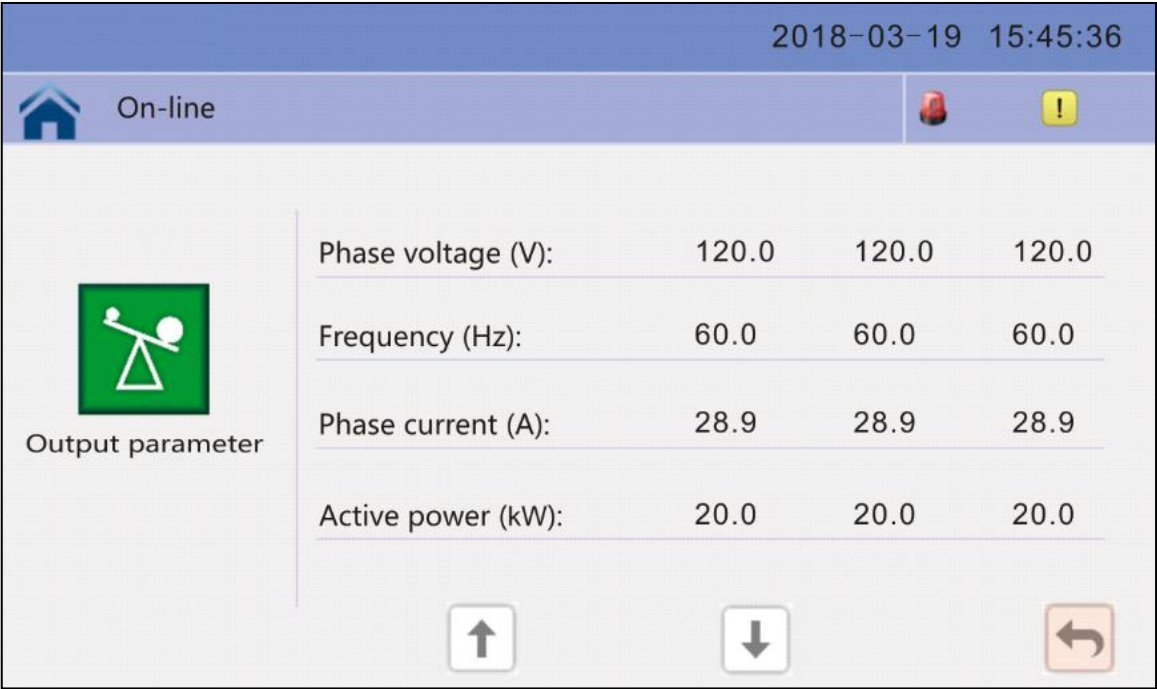 2018-03-19 15:45:36
On-line
!
Phase voltage (V): 120.0 120.0 120.0
Frequency (Hz): 60.0 60.0 60.0
Phase current (A): 28.9 28.9 28.9
Output parameter
Active power (kW): 20.0 20.0 20.0